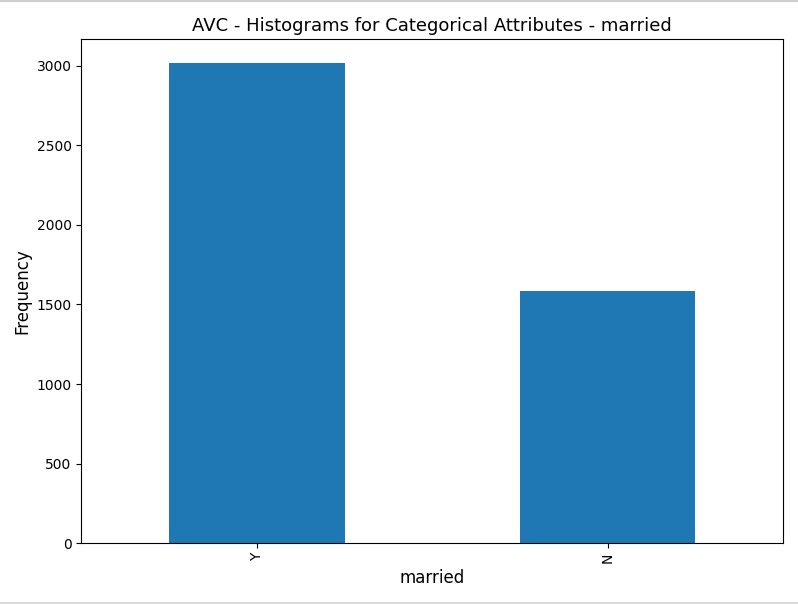 AVC - Histograms for Categorical Attributes - married
3000
2500
2000
1500
1000
500
0
Frequency
Y
N
married